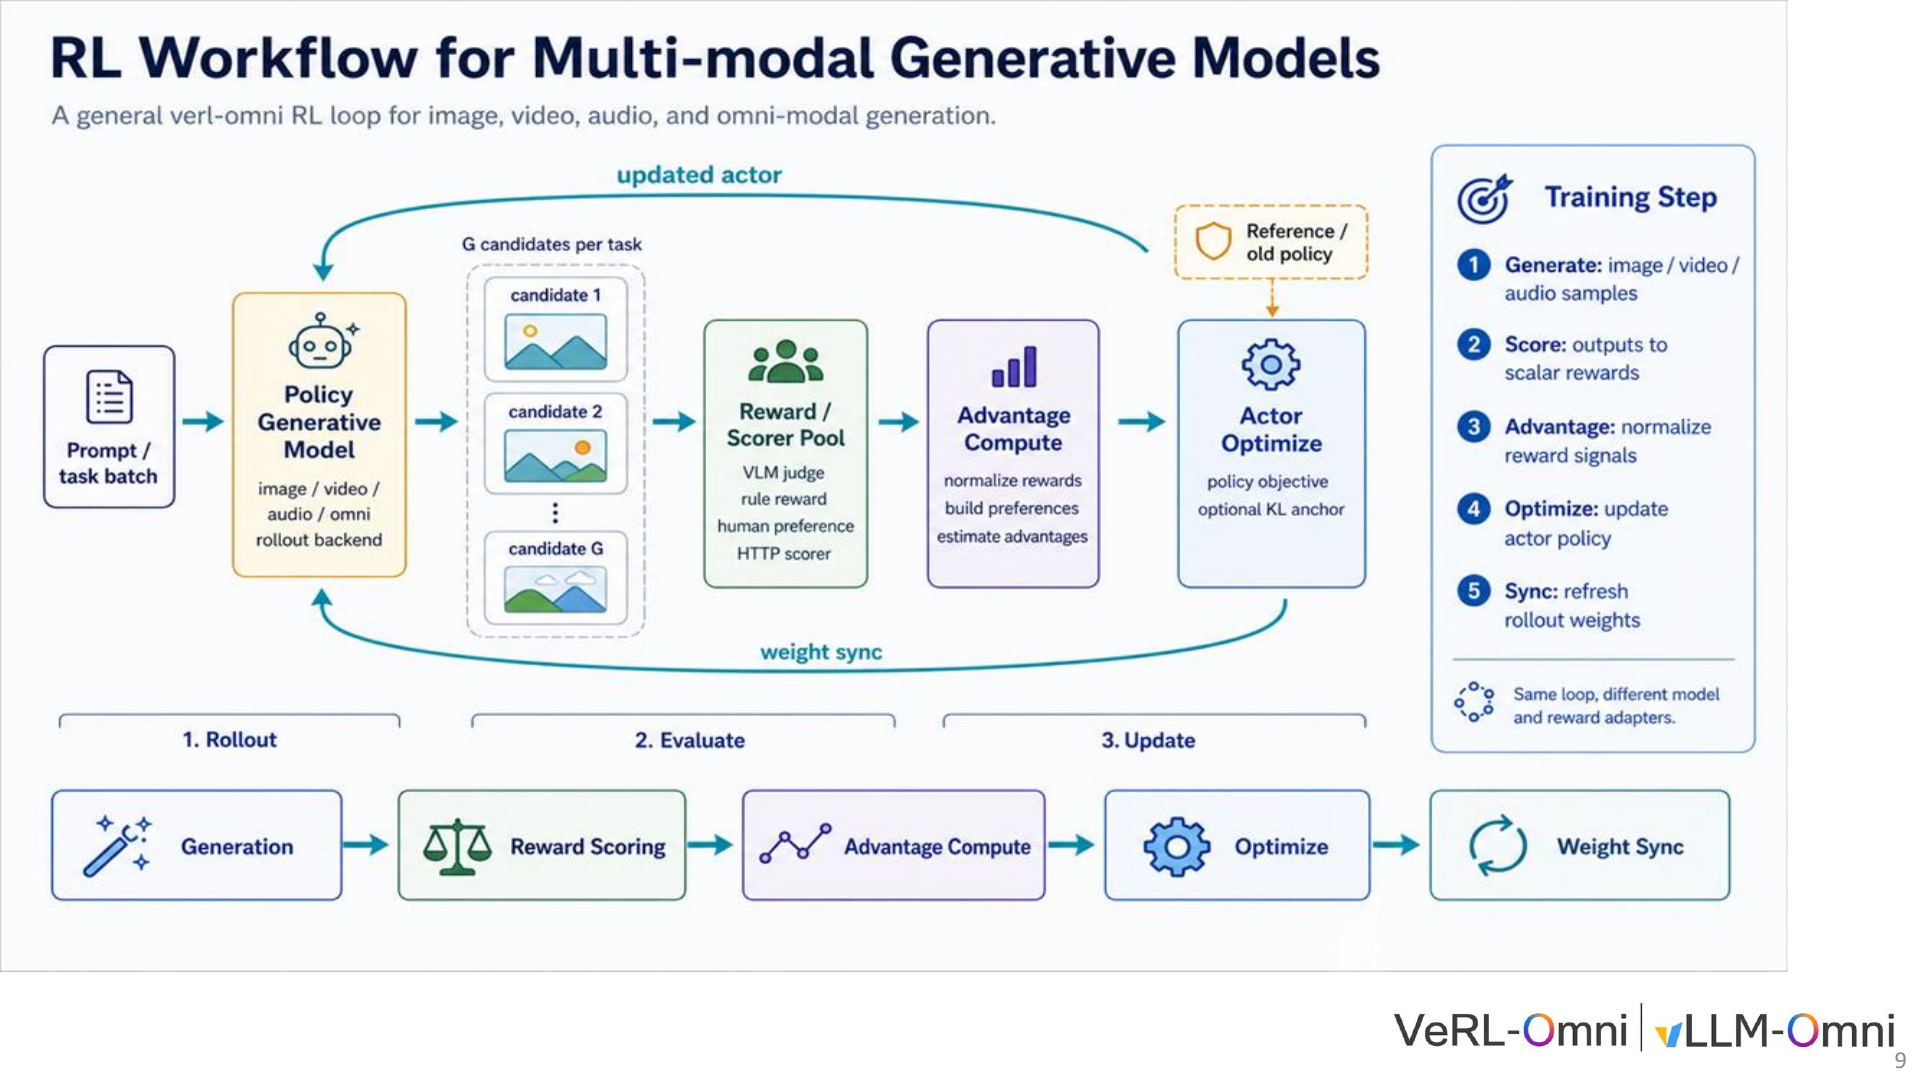 RL Workflow for Multi-modal Generative Models
A general verl-omni RL loop for image, video, audio, and omni-modal generation.
updated actor
Prompt /
task batch
Policy
Generative
Model
image / video /
audio / omni
rollout backend
G candidates per task
candidate 1
candidate 2
candidate G
Reward /
Scorer Pool
VLM judge
rule reward
human preference
HTTP scorer
Advantage
Compute
normalize rewards
build preferences
estimate advantages
Reference /
old policy
Actor
Optimize
policy objective
optional KL anchor
weight sync
Training Step
1 Generate: image / video /
audio samples
2 Score: outputs to
scalar rewards
3 Advantage: normalize
reward signals
4 Optimize: update
actor policy
5 Sync: refresh
rollout weights
Same loop, different model
and reward adapters.
1. Rollout
2. Evaluate
3. Update
Generation
Reward Scoring
Advantage Compute
Optimize
Weight Sync
VeRL-Omni | vLLM-Omni
9